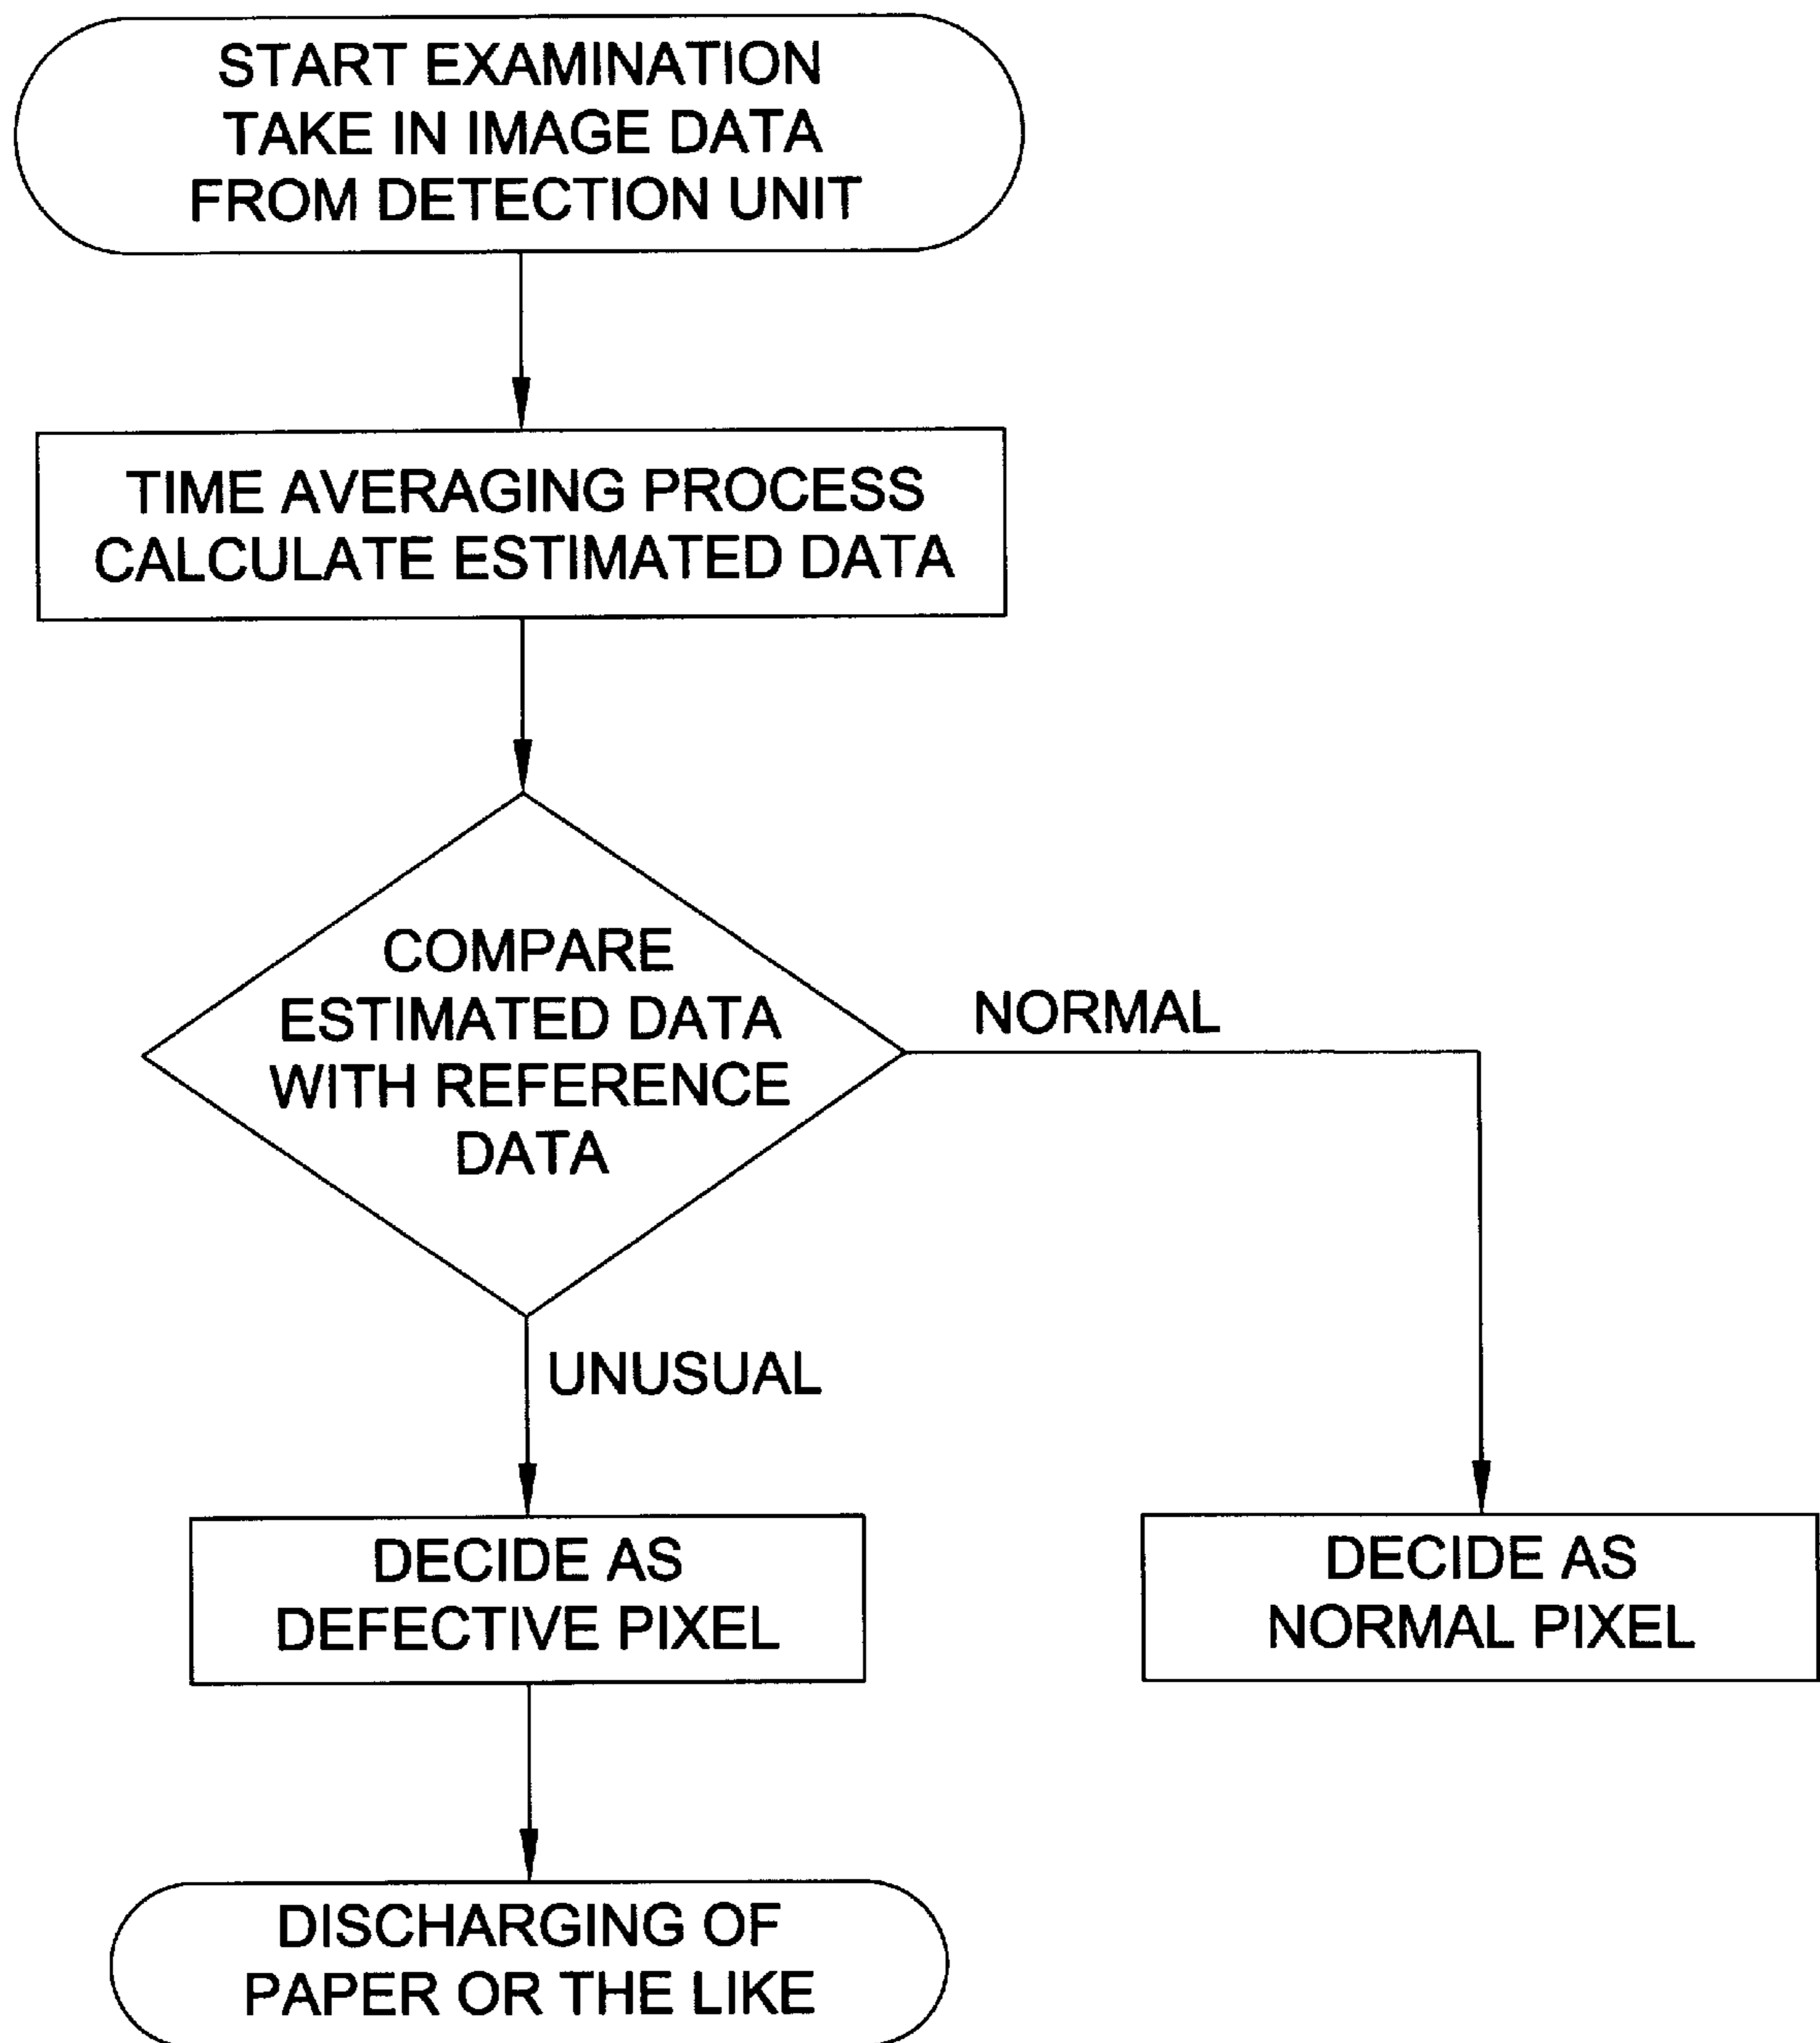 START EXAMINATION
TAKE IN IMAGE DATA
FROM DETECTION UNIT
TIME AVERAGING PROCESS
CALCULATE ESTIMATED DATA
COMPARE
ESTIMATED DATA
WITH REFERENCE
DATA
NORMAL
UNUSUAL
DECIDE AS
DEFECTIVE PIXEL
DECIDE AS
NORMAL PIXEL
DISCHARGING OF
PAPER OR THE LIKE